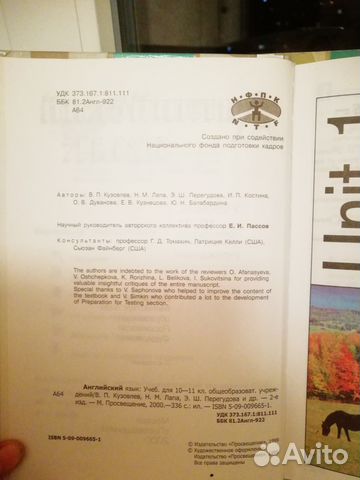 УДК 373.167.1:811.111
ББК 81.2Англ-922
А64
Н·Ф·П·К
N T F
Создано при содействии
Национального фонда подготовки кадров
Авторы: В. П. Кузовлев, Н. М. Лапа, Э. Ш. Перегудова, И. П. Костина,
О. В. Дуванова, Е. В. Кузнецова, Ю. Н. Балабардина
Научный руководитель авторского коллектива профессор Е. И. Пассов
Консультанты: профессор Г. Д. Томахин, Патриция Килли (США),
Сьюзан Файнберг (США)
The authors are indebted to the work of the reviewers O. Afanasyeva,
V. Oshchepkova, K. Ponzhina, L. Belikova, I. Sukovitsina for providing
valuable insightful critiques of the entire manuscript.
Special thanks to V. Saphonova who helped to improve the content of
the textbook and V. Simkin who contributed a lot to the development
of Preparation for Testing section.
УДК 373.167.1:811.111
ББК 81.2Англ-922
Английский язык: Учеб. для 10—11 кл. общеобразоват. учреж-
А64
дений/В. П. Кузовлев, Н. М. Лапа, Э. Ш. Перегудова и др. — 2-е
изд. — М.: Просвещение, 2000.—336 с.: ил. — ISBN 5-09-009665-1.
ISBN 5-09-009665-1
© Издательство «Просвещение»,
© Художественное оформление.
Издательство «Просвещение»,
Все права защищены
Unit 1
Avito